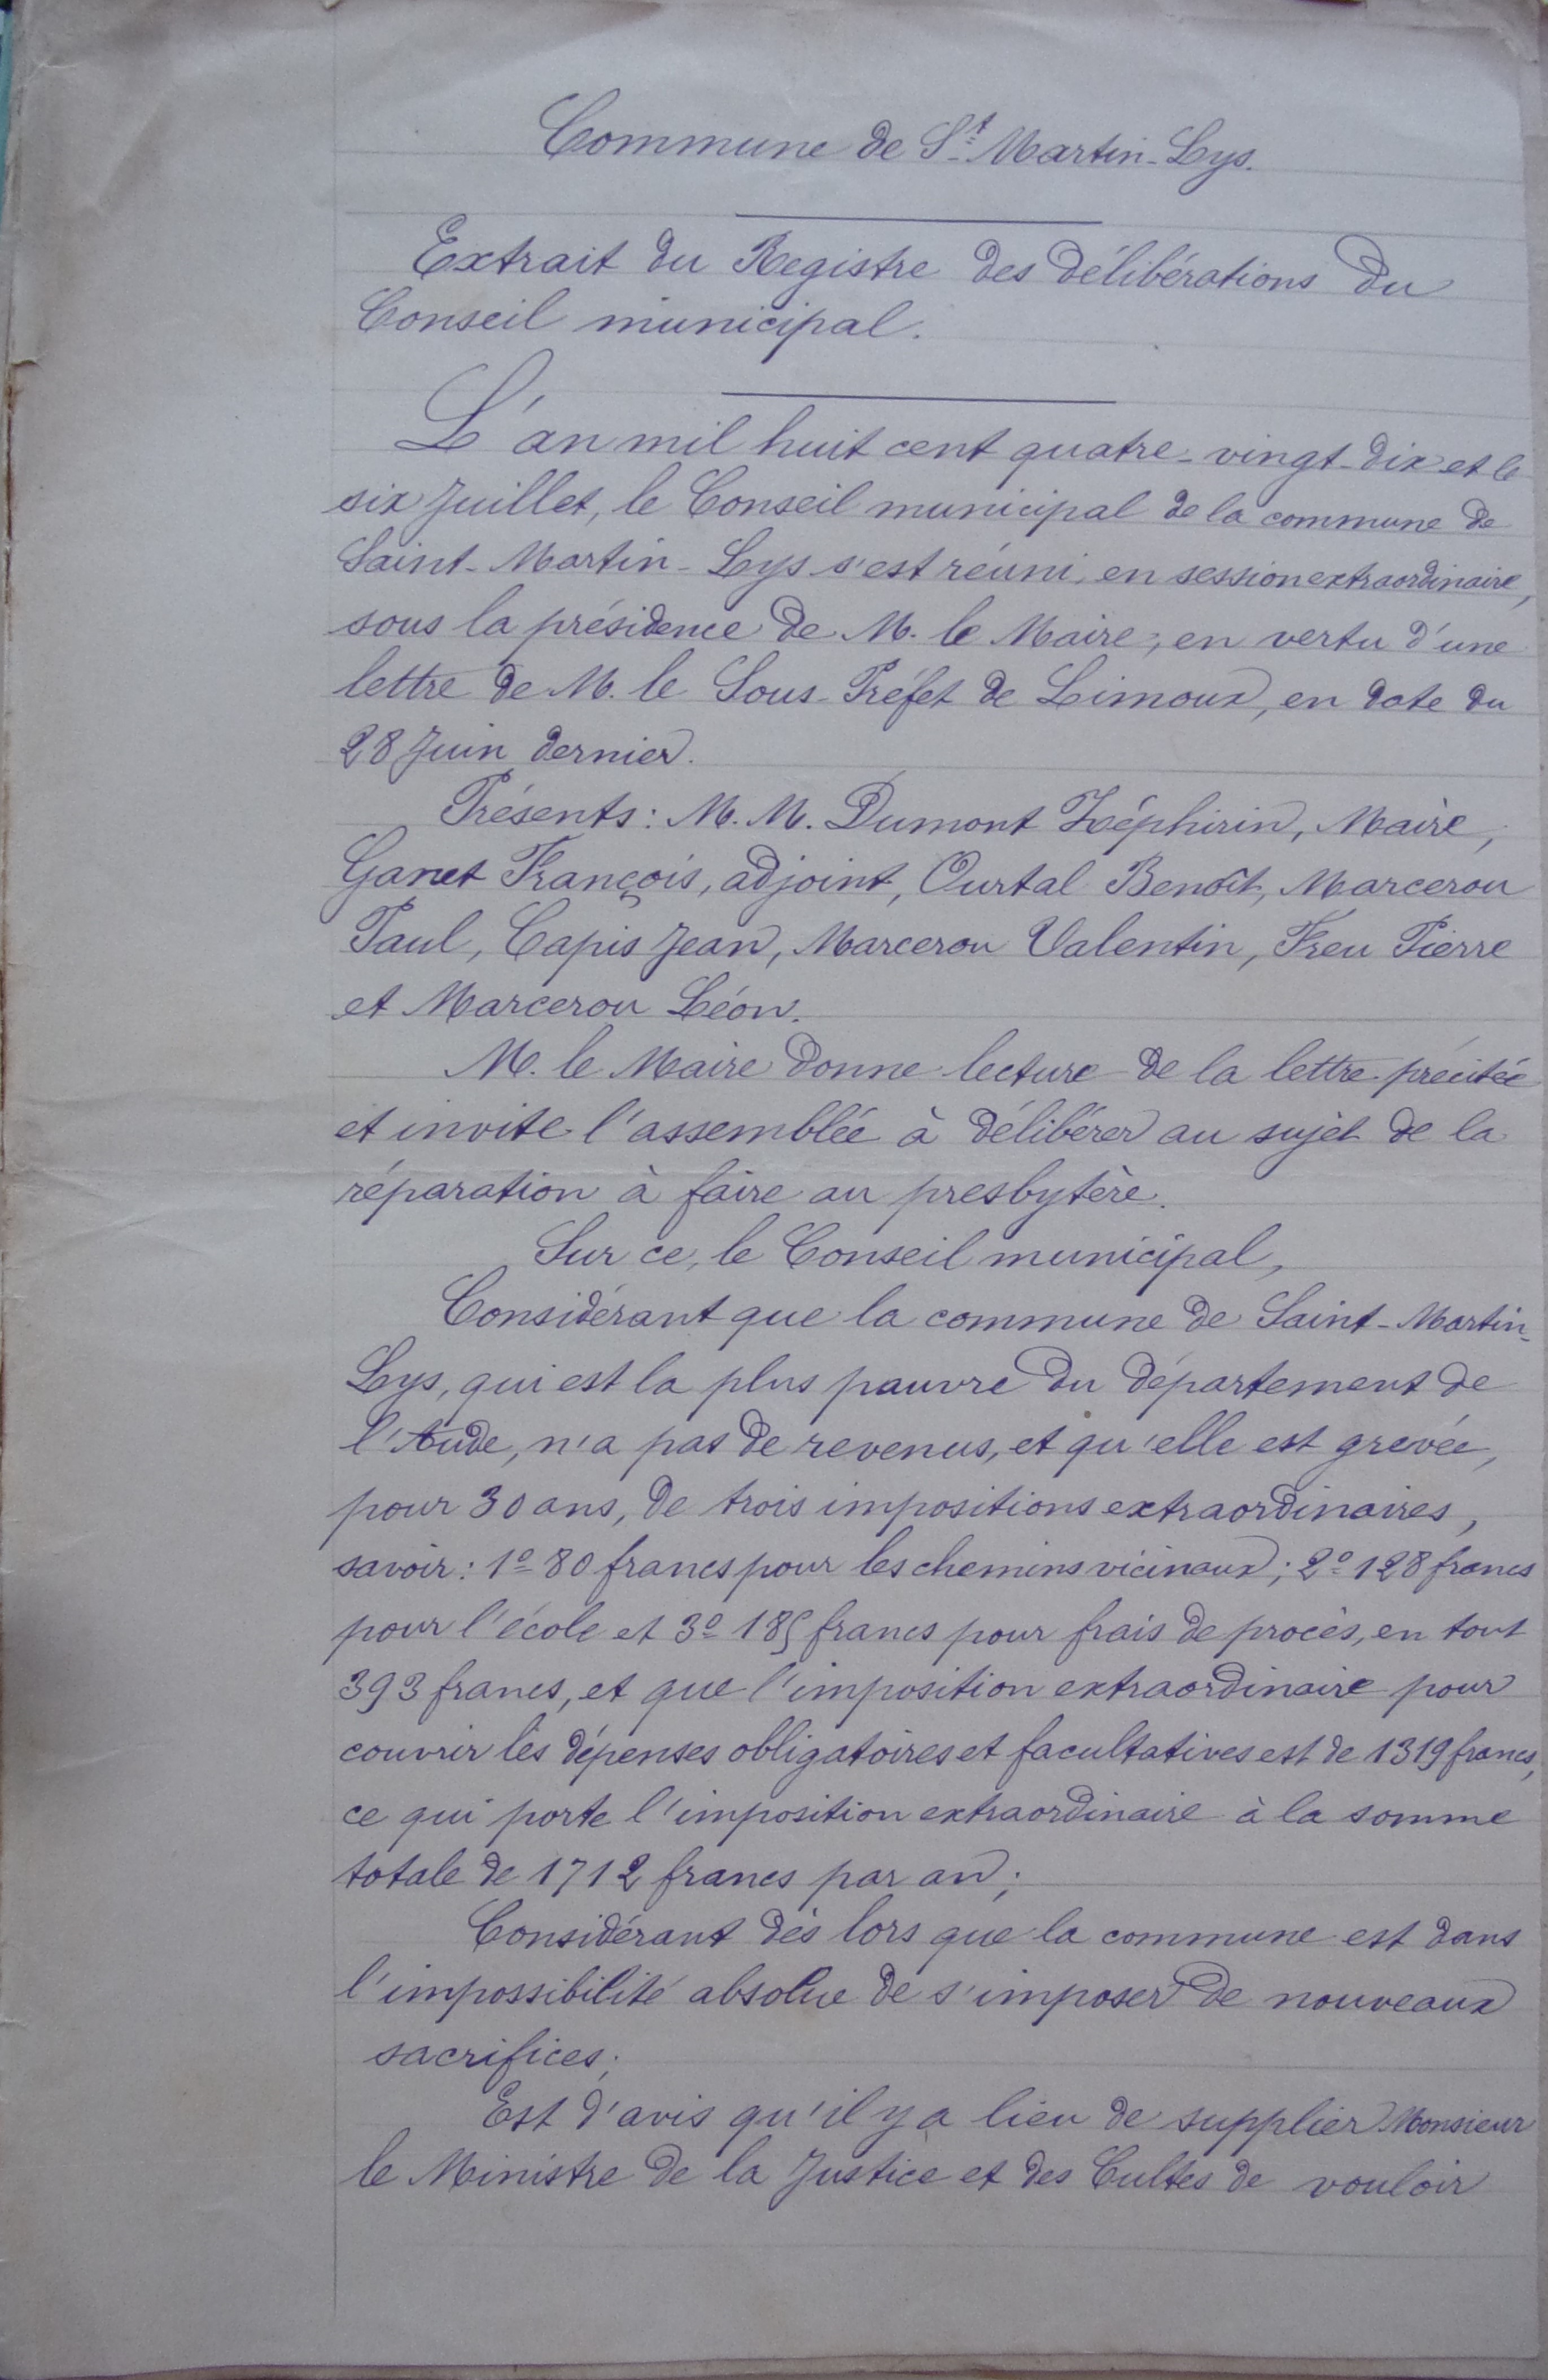 Commune de S^t Martin-Lys.
Extrait du Registre des délibérations du
Conseil municipal.
L'an mil huit cent quatre-vingt-dix et le
six Juillet, le Conseil municipal de la commune de
Saint-Martin-Lys s'est réuni, en session extraordinaire,
sous la présidence de M. le Maire, en vertu d'une
lettre de M. le Sous-Préfet de Limoux, en date du
28 Juin dernier.
Présents: M.M. Dumont Zéphirin, Maire,
Ganet François, adjoint, Ourtal Benoît, Marcerou
Paul, Capis Jean, Marcerou Valentin, Freu Pierre
et Marcerou Léon.
M. le Maire donne lecture de la lettre précitée
et invite l'assemblée à délibérer au sujet de la
réparation à faire au presbytère.
Sur ce, le Conseil municipal,
Considérant que la commune de Saint-Martin-
Lys, qui est la plus pauvre du département de
l'Aude, n'a pas de revenus, et qu'elle est grevée,
pour 30 ans, de trois impositions extraordinaires,
savoir: 1º 80 francs pour les chemins vicinaux; 2º 128 francs
pour l'école et 3º 185 francs pour frais de procès, en tout
393 francs, et que l'imposition extraordinaire pour
couvrir les dépenses obligatoires et facultatives est de 1319 francs,
ce qui porte l'imposition extraordinaire à la somme
totale de 1712 francs par an;
Considérant dès lors que la commune est dans
l'impossibilité absolue de s'imposer de nouveaux
sacrifices;
Est d'avis qu'il y a lieu de supplier Monsieur
le Ministre de la Justice et des Cultes de vouloir